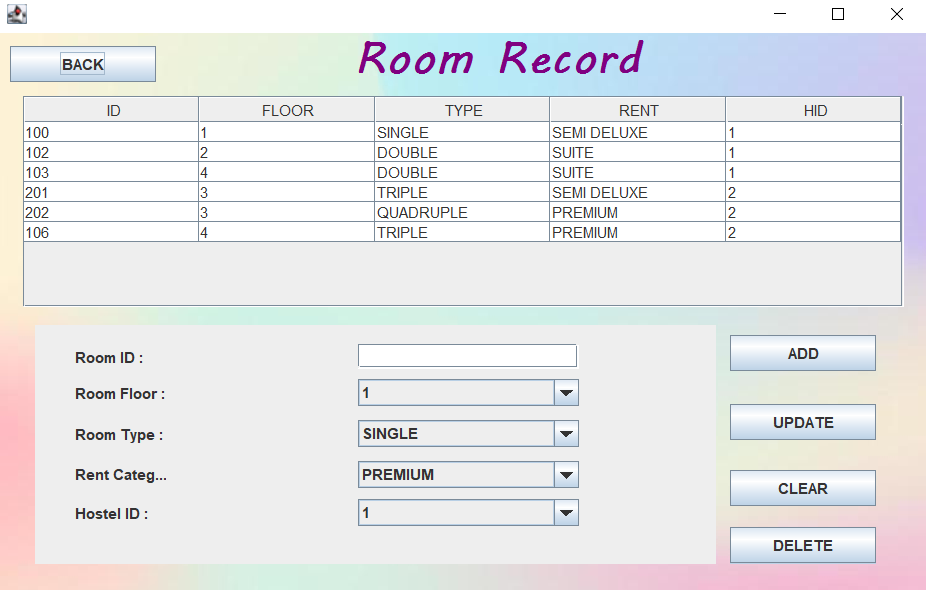 BACK
Room Record
ID FLOOR TYPE RENT HID
100 1 SINGLE SEMI DELUXE 1
102 2 DOUBLE SUITE 1
103 4 DOUBLE SUITE 1
201 3 TRIPLE SEMI DELUXE 2
202 3 QUADRUPLE PREMIUM 2
106 4 TRIPLE PREMIUM 2
Room ID :
ADD
Room Floor : 1
UPDATE
Room Type : SINGLE
Rent Categ... PREMIUM
CLEAR
Hostel ID : 1
DELETE